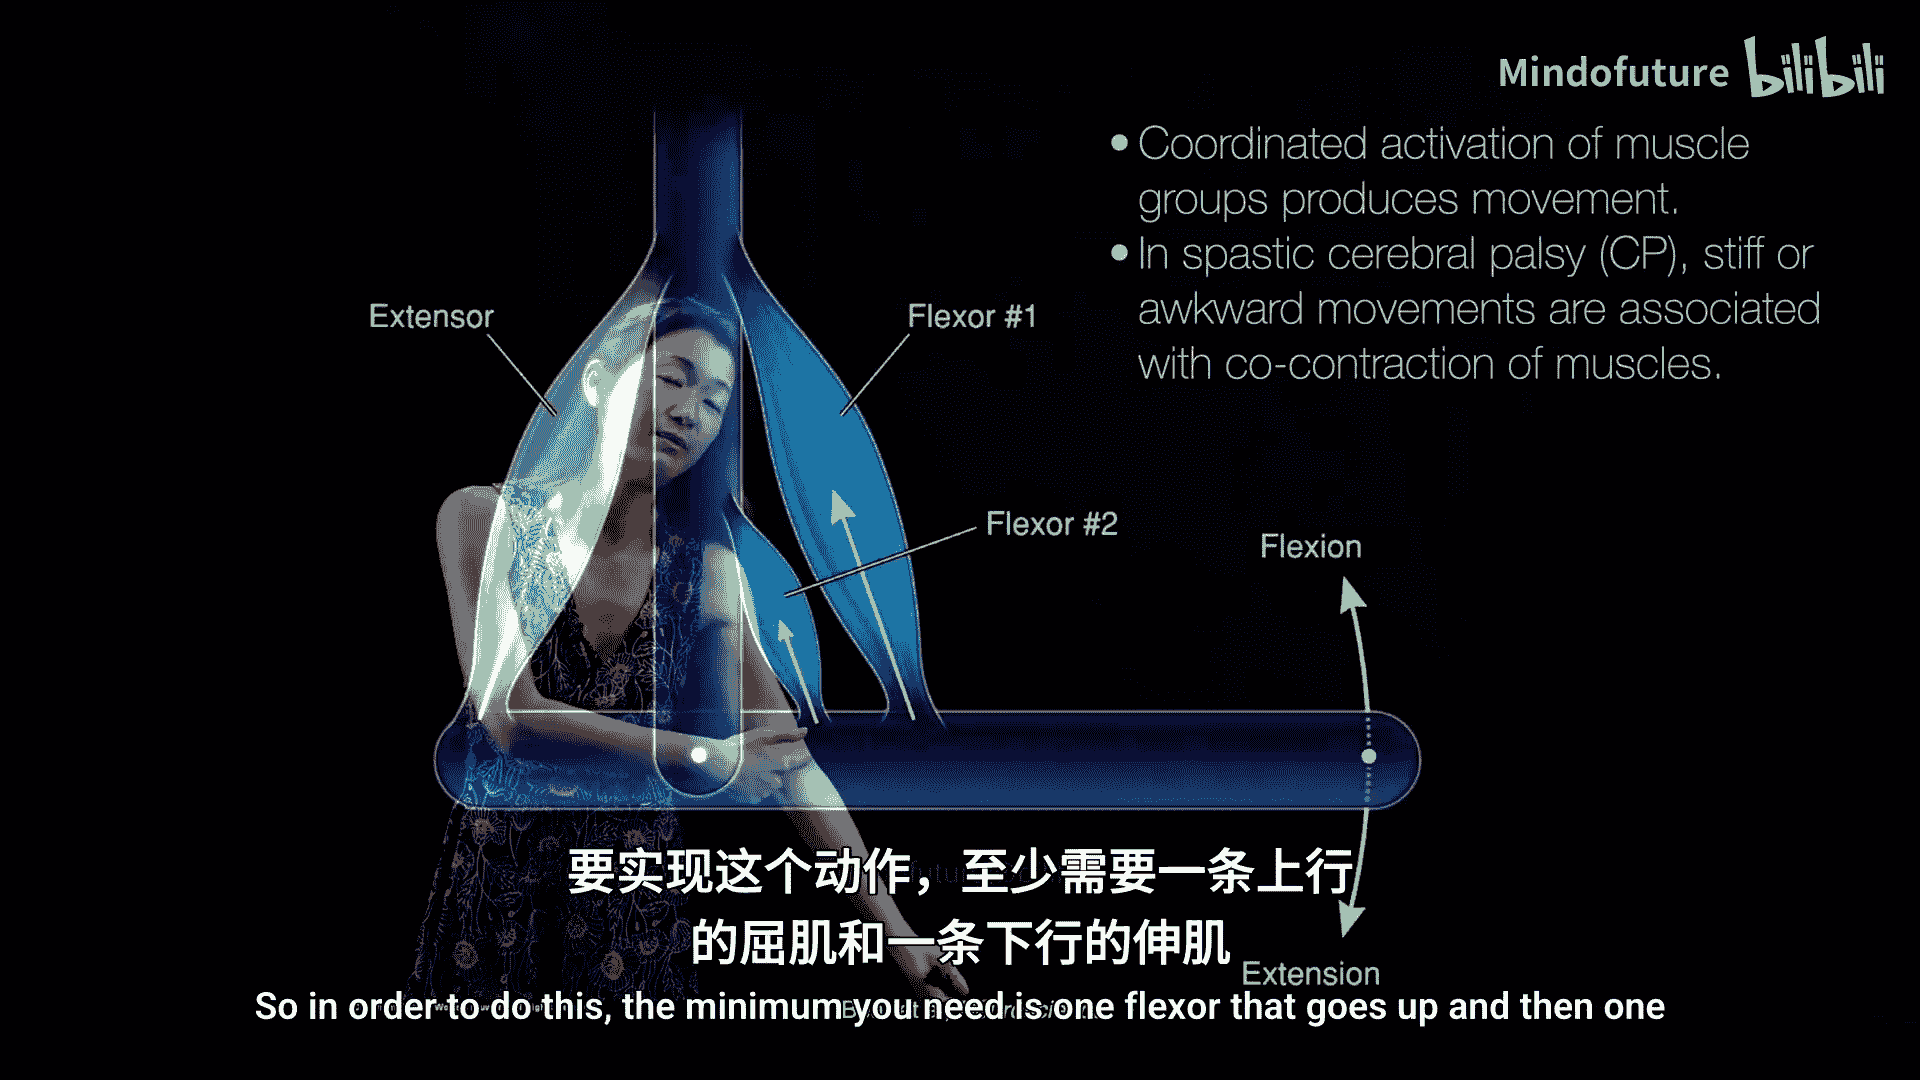 Mindofuture bilibili
• Coordinated activation of muscle
groups produces movement.
• In spastic cerebral palsy (CP), stiff or
awkward movements are associated
with co-contraction of muscles.
Extensor
Flexor #1
Flexor #2
Flexion
Extension
要实现这个动作，至少需要一条上行
的屈肌和一条下行的伸肌
So in order to do this, the minimum you need is one flexor that goes up and then one